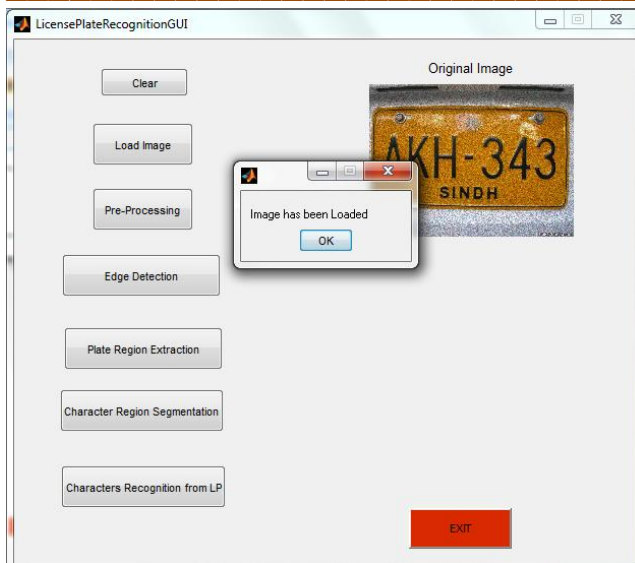 LicensePlateRecognitionGUI
Clear
Load Image
Pre-Processing
Edge Detection
Plate Region Extraction
Character Region Segmentation
Characters Recognition from LP
Original Image
AKH-343
SINDH
Image has been Loaded
OK
EXIT